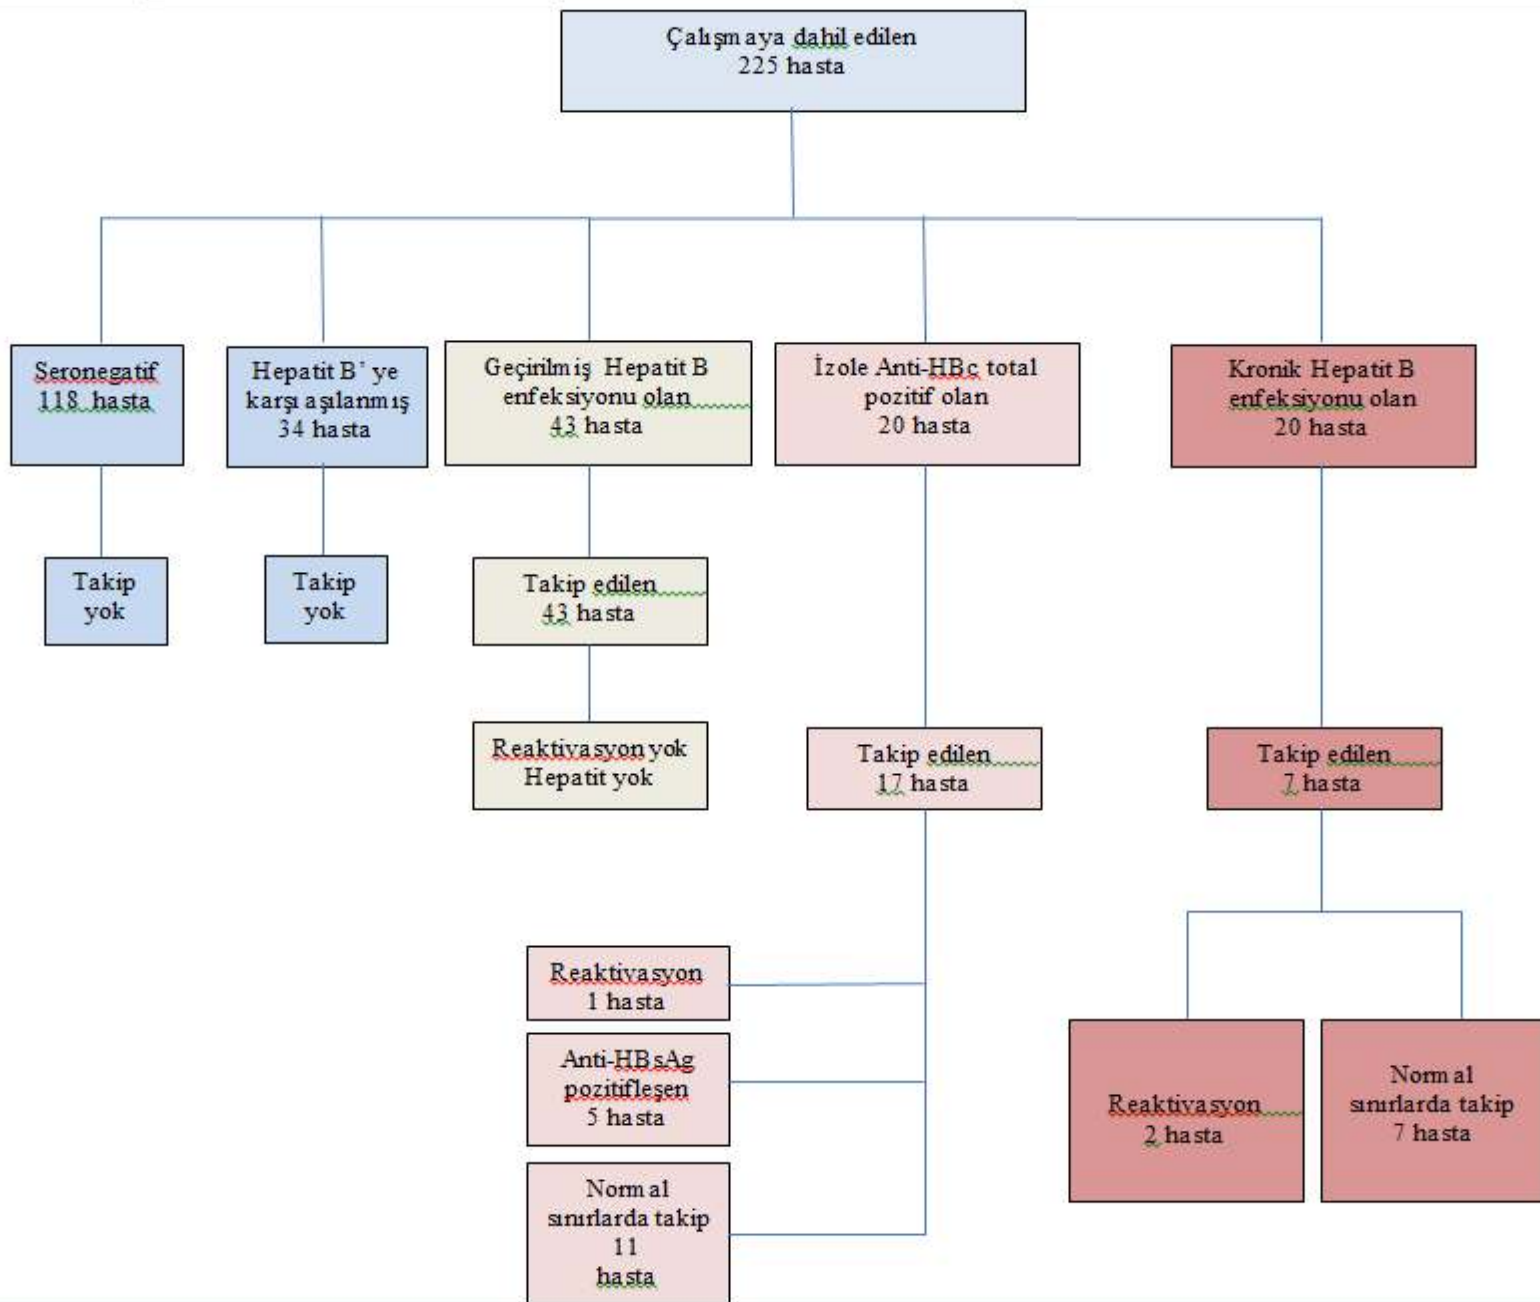 Çalışmaya dahil edilen
225 hasta
Seronegatif
118 hasta
Hepatit B' ye
karşı aşılanmış
34 hasta
Geçirilmiş Hepatit B
enfeksiyonu olan
43 hasta
İzole Anti-HBc total
pozitif olan
20 hasta
Kronik Hepatit B
enfeksiyonu olan
20 hasta
Takip
yok
Takip
yok
Takip edilen
43 hasta
Reaktivasyon yok
Hepatit yok
Takip edilen
17 hasta
Takip edilen
7 hasta
Reaktivasyon
1 hasta
Anti-HBsAg
pozitifleşen
5 hasta
Normal
sınırlarda takip
11
hasta
Reaktivasyon
2 hasta
Normal
sınırlarda takip
7 hasta